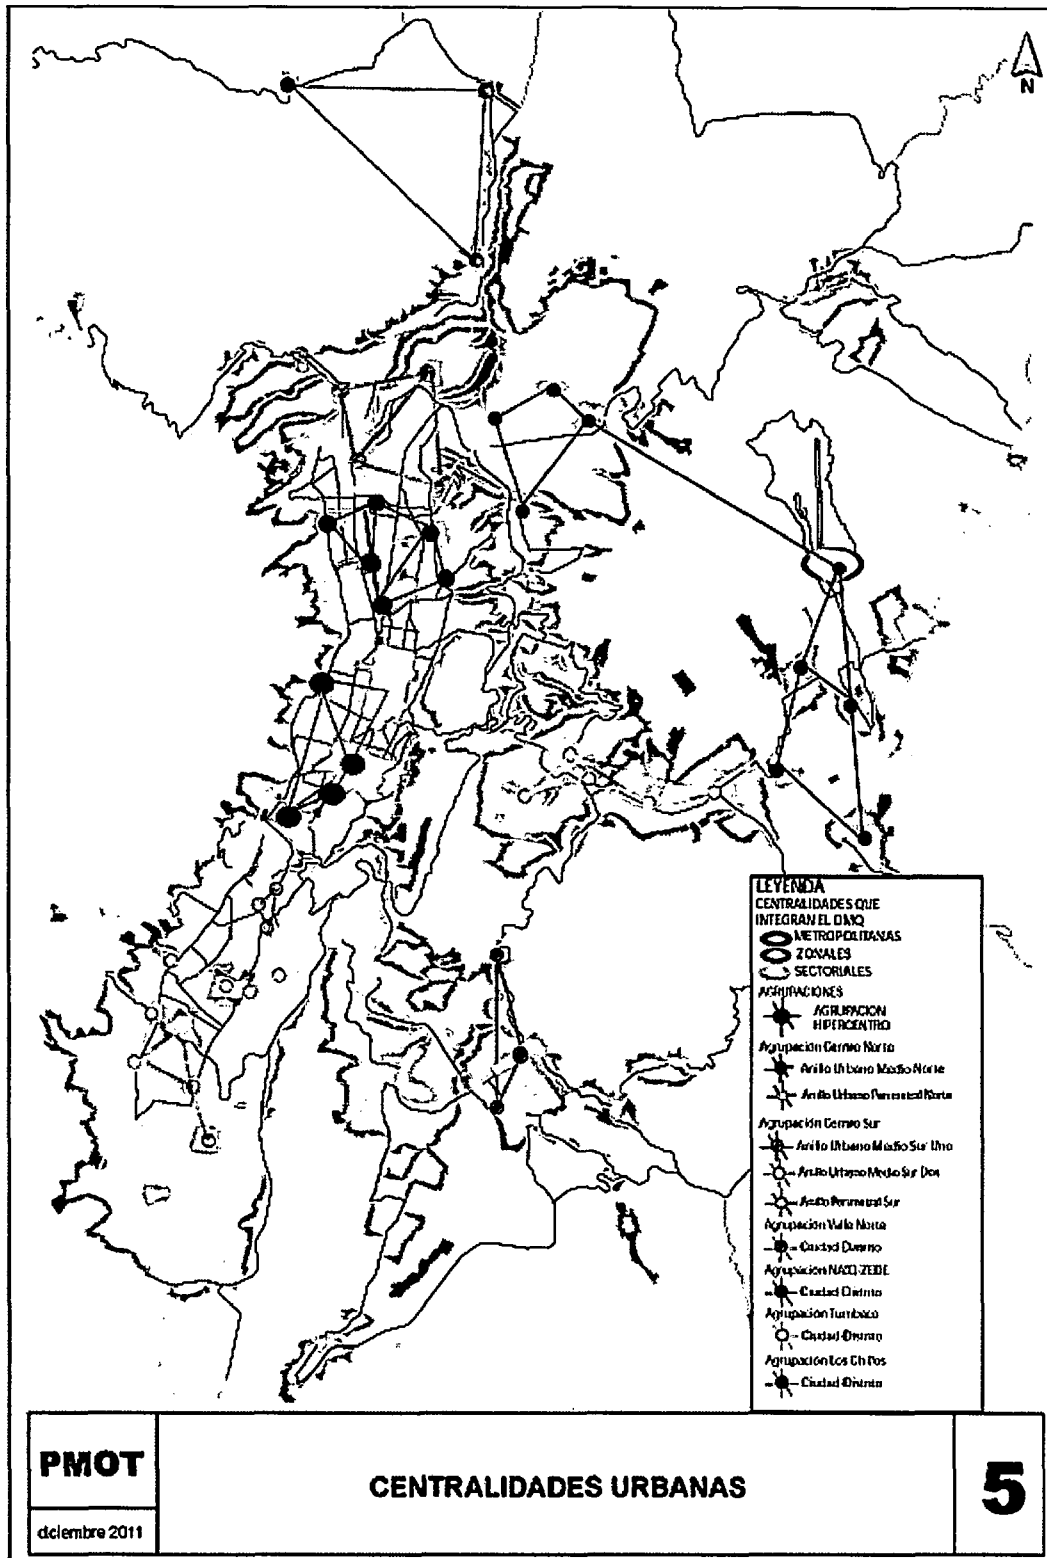 N
LEYENDA
CENTRALIDADES QUE
INTEGRAN EL DMQ
METROPOLITANAS
ZONALES
SECTORIALES
AGRUPACIONES
AGRUPACION
HIPERCENTRO
Agrupación Centro Norte
Anillo Urbano Medio Norte
Anillo Urbano Perimetral Norte
Agrupación Centro Sur
Anillo Urbano Medio Sur Uno
Anillo Urbano Medio Sur Dos
Anillo Perimetral Sur
Agrupación Valle Norte
Ciudad Distrito
Agrupación NAIQ-ZEDE
Ciudad Distrito
Agrupación Tumbaco
Ciudad Distrito
Agrupación Los Chillos
Ciudad Distrito
PMOT
diciembre 2011
CENTRALIDADES URBANAS
5